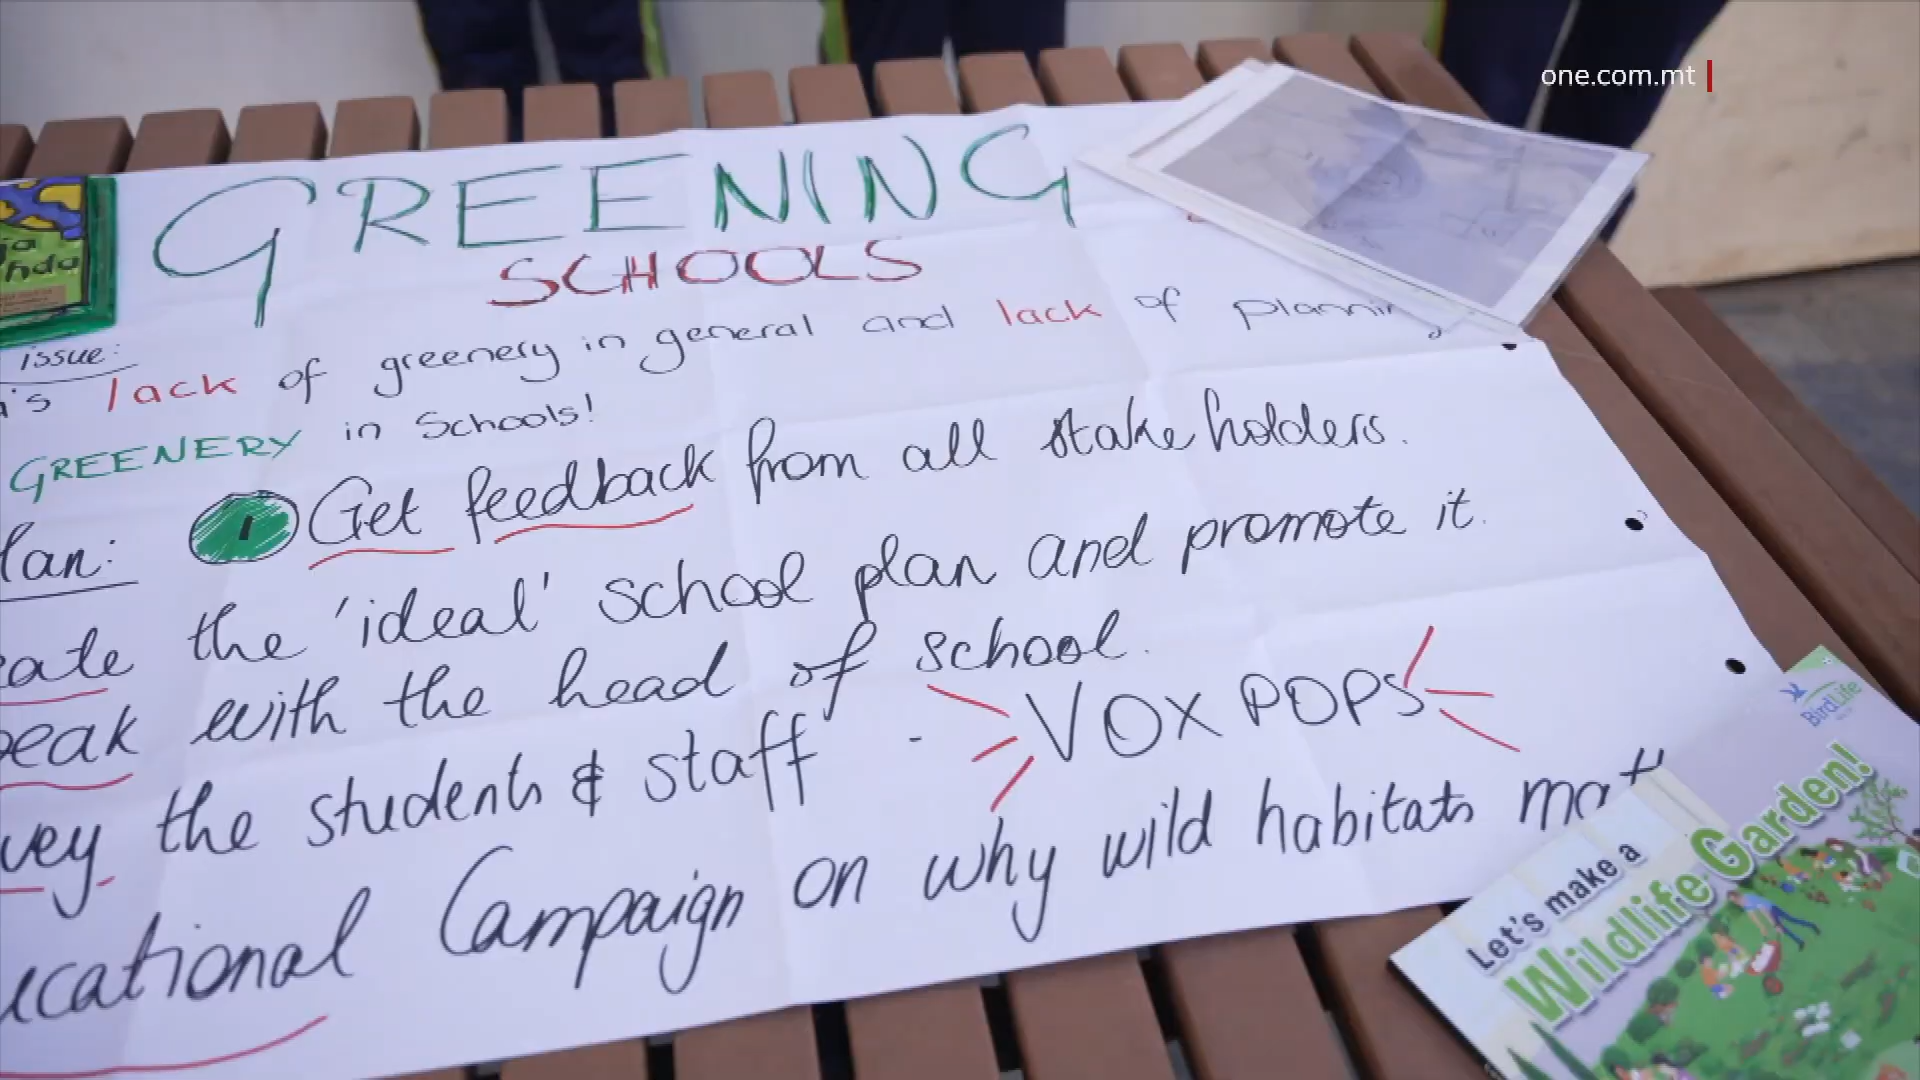 one.com.mt
GREENING
SCHOOLS
issue:
lack of greenery in general and lack of planning
GREENERY in Schools!
1 Get feedback from all stakeholders.
the 'ideal' school plan and promote it.
with the head of school.
the students & staff - VOX POPS
Campaign on why wild habitats
BirdLife
Let's make a
Wildlife Garden!